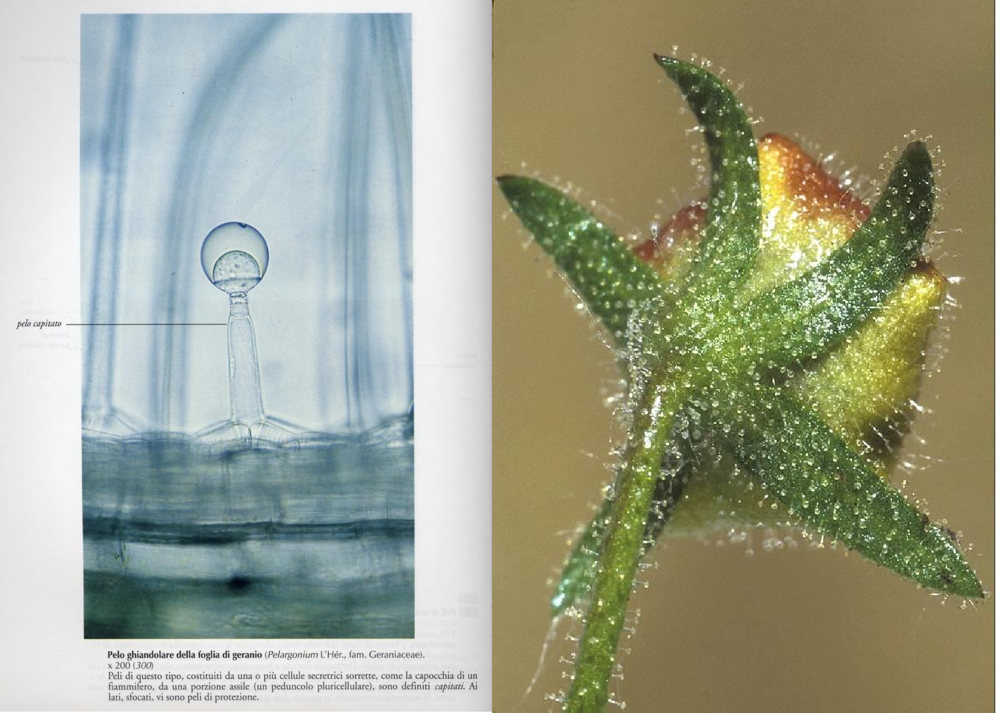 pelo capitato
Pelo ghiandolare della foglia di geranio (Pelargonium L'Hér., fam. Geraniaceae).
x 200 (300)
Peli di questo tipo, costituiti da una o più cellule secretrici sorrette, come la capocchia di un
fiammifero, da una porzione assile (un peduncolo pluricellulare), sono definiti capitati. Ai
lati, sfocati, vi sono peli di protezione.